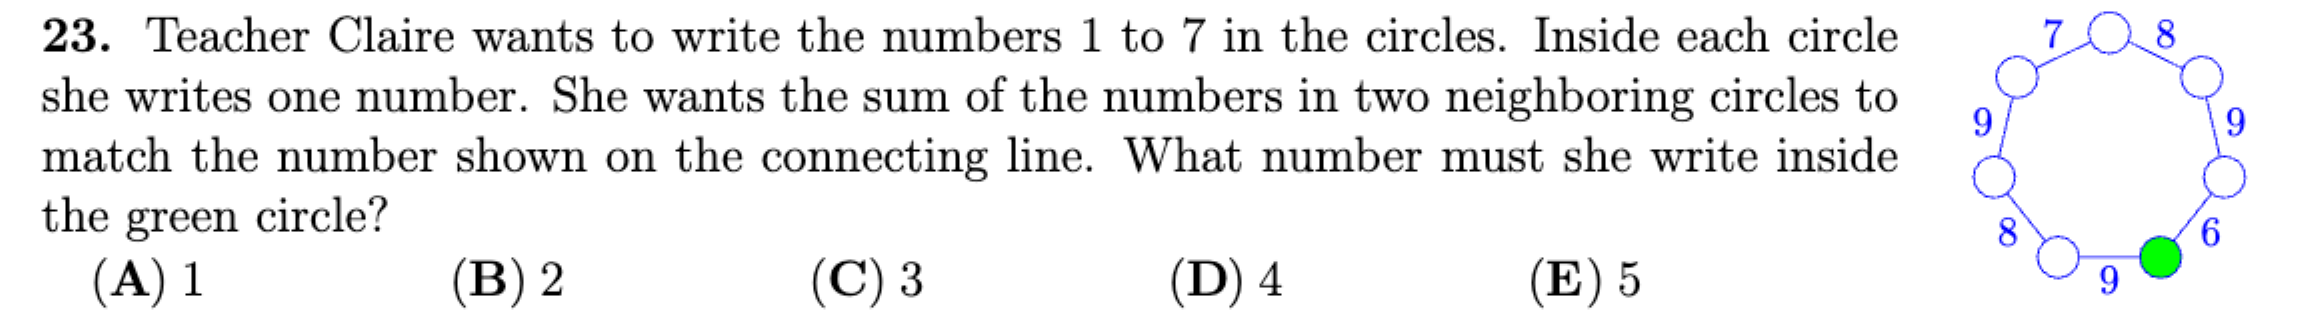 23. Teacher Claire wants to write the numbers 1 to 7 in the circles. Inside each circle
she writes one number. She wants the sum of the numbers in two neighboring circles to
match the number shown on the connecting line. What number must she write inside
the green circle?
(A) 1 (B) 2 (C) 3 (D) 4 (E) 5
7 8
9 9
8 6
9